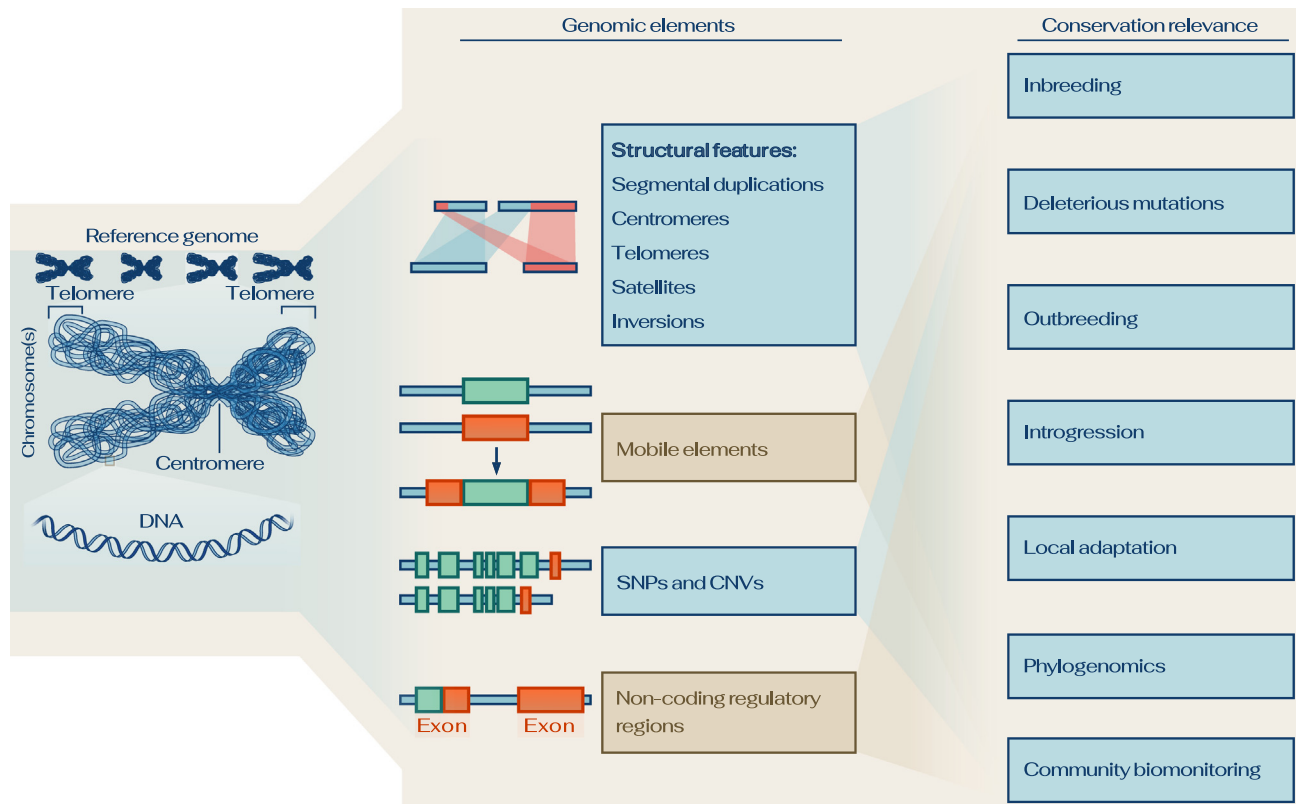 Genomic elements
Conservation relevance
Reference genome
Telomere
Telomere
Chromosome(s)
Centromere
DNA
Structural features:
Segmental duplications
Centromeres
Telomeres
Satellites
Inversions
Mobile elements
SNPs and CNVs
Exon
Exon
Non-coding regulatory
regions
Inbreeding
Deleterious mutations
Outbreeding
Introgression
Local adaptation
Phylogenomics
Community biomonitoring